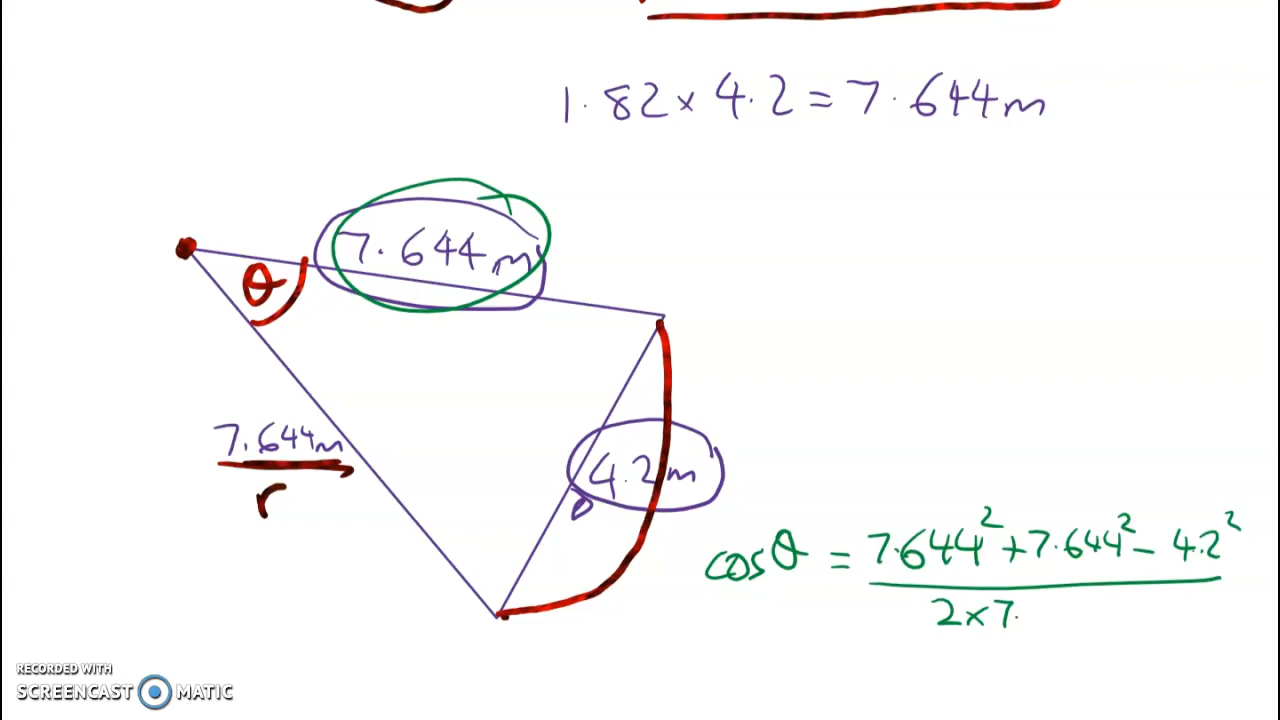 1.82 × 4.2 = 7.644m
7.644m
θ
7.644m
r
4.2m
cosθ = 7.644² + 7.644² - 4.2²
2 × 7.
RECORDED WITH
SCREENCAST MATIC